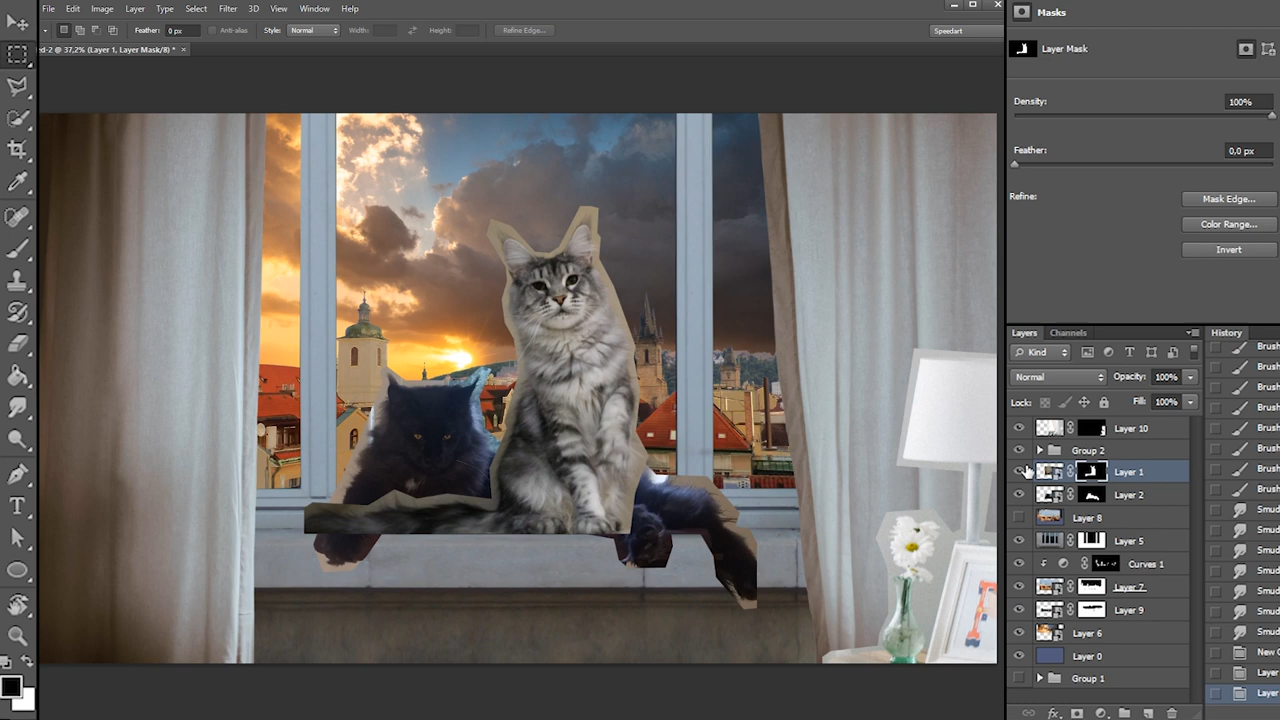 File Edit Image Layer Type Select Filter 3D View Window Help
Feather: 0 px Anti-alias Style: Normal Width: Height: Refine Edge... Speedart
ed-2 @ 37,2% (Layer 1, Layer Mask/8) * ×
Masks
Layer Mask
Density: 100%
Feather: 0,0 px
Refine: Mask Edge...
Color Range...
Invert
Layers Channels
Kind T
Normal Opacity: 100%
Lock: Fill: 100%
Layer 10
Group 2
Layer 1
Layer 2
Layer 8
Layer 5
Curves 1
Layer 7
Layer 9
Layer 6
Layer 0
Group 1
fx
History
Brush
Brush
Brush
Brush
Brush
Brush
Brush
Brush
Smud
Smud
Smud
Smud
Smud
Smud
Smud
New C
Layer
Layer
T